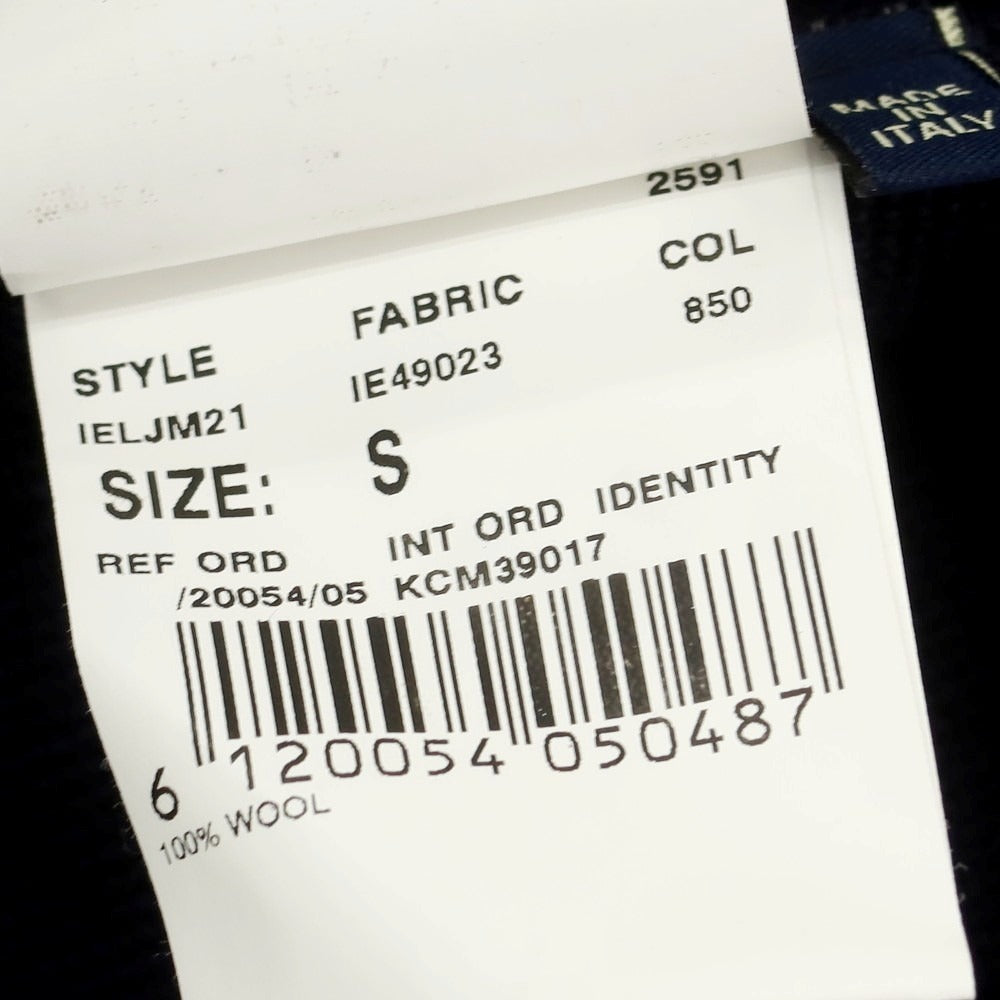 MADE
IN
ITALY
2591
STYLE FABRIC COL
IELJM21 IE49023 850
SIZE: S
REF ORD INT ORD IDENTITY
/20054/05 KCM39017
6 120054 050487
100% WOOL